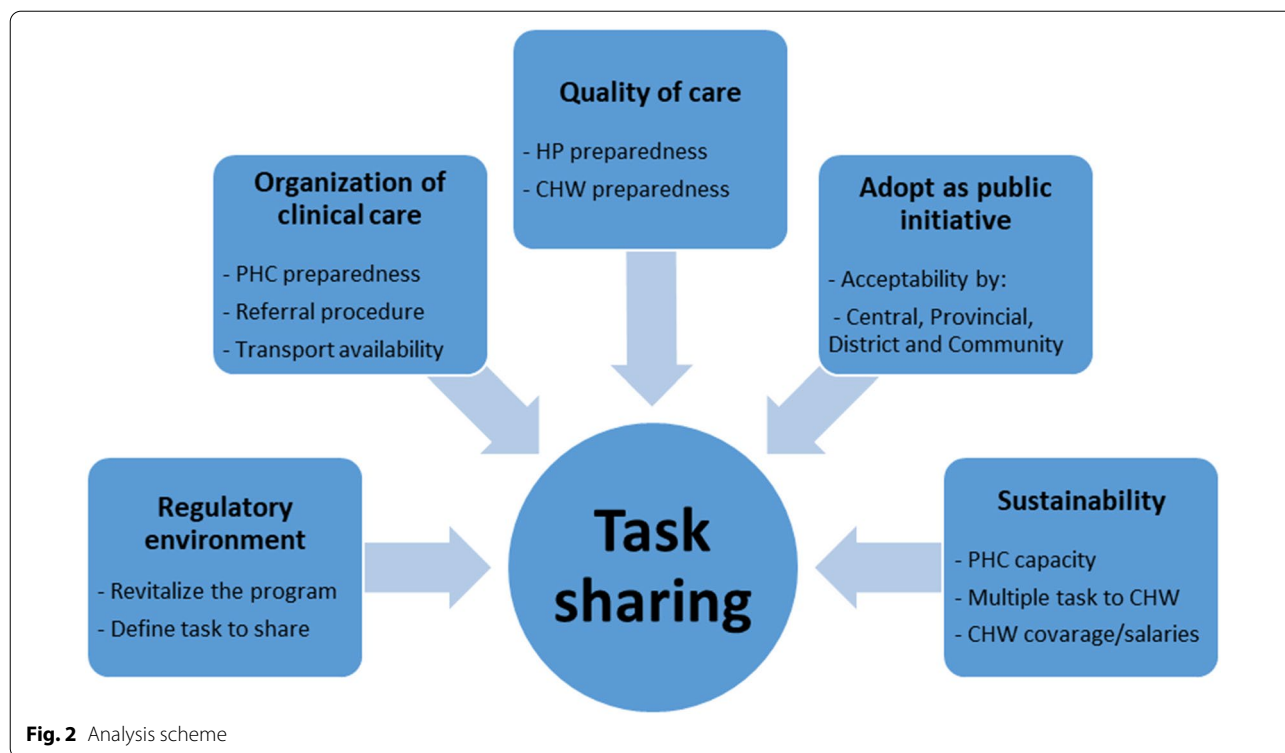 Quality of care
- HP preparedness
- CHW preparedness
Organization of
clinical care
- PHC preparedness
- Referral procedure
- Transport availability
Adopt as public
initiative
- Acceptability by:
- Central, Provincial,
District and Community
Regulatory
environment
- Revitalize the program
- Define task to share
Task
sharing
Sustainability
- PHC capacity
- Multiple task to CHW
- CHW covarage/salaries
Fig. 2 Analysis scheme